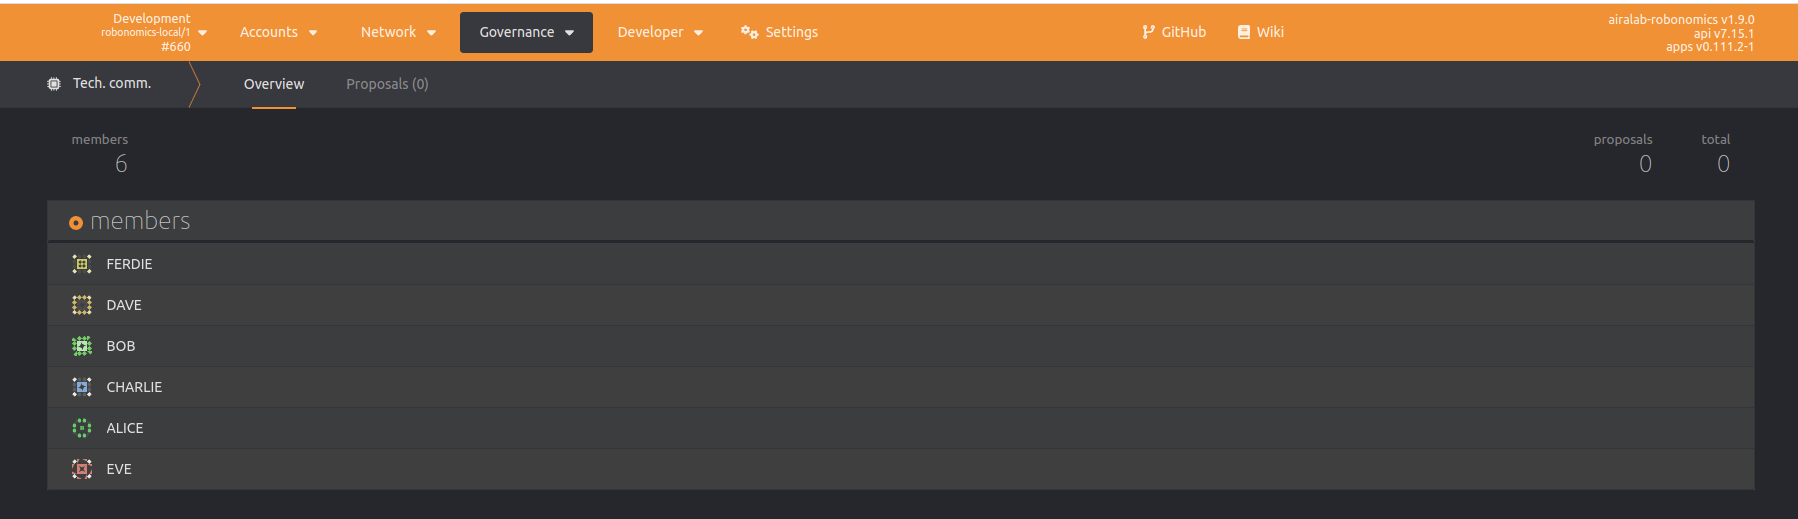 Development
robonomics-local/1
#660
Accounts
Network
Governance
Developer
Settings
GitHub
Wiki
airalab-robonomics v1.9.0
api v7.15.1
apps v0.111.2-1
Tech. comm.
Overview
Proposals (0)
members
6
proposals
0
total
0
members
FERDIE
DAVE
BOB
CHARLIE
ALICE
EVE